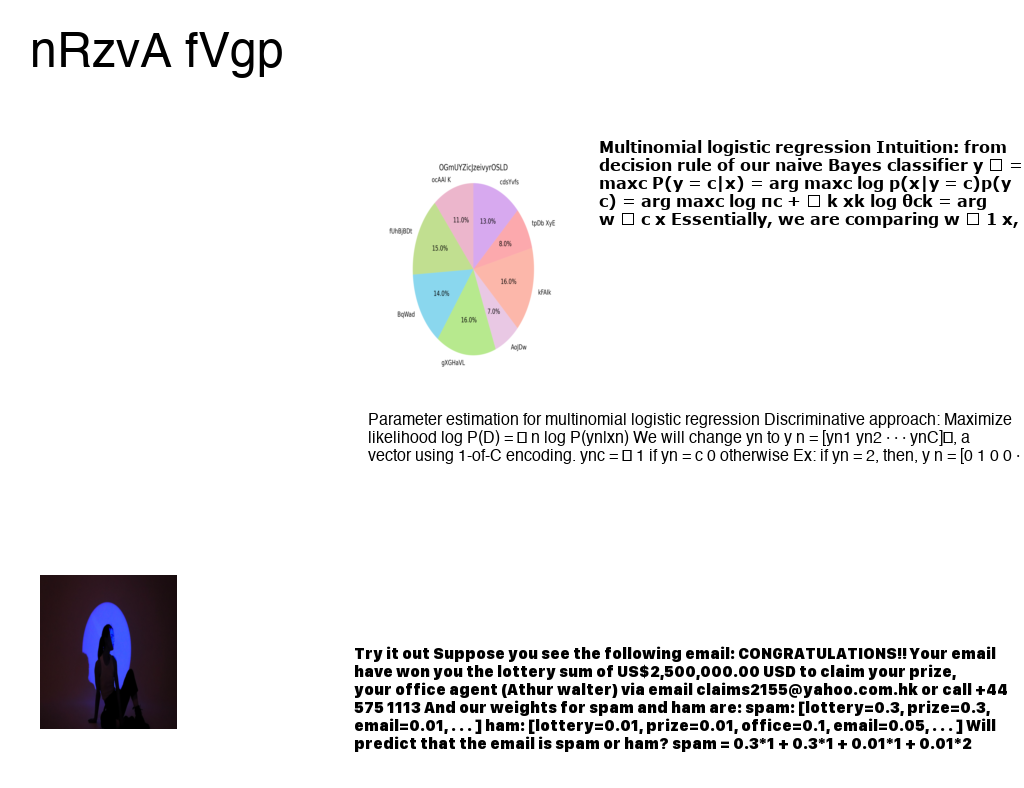 nRzvA fVgp
Multinomial logistic regression Intuition: from
decision rule of our naive Bayes classifier y □ =
maxc P(y = c|x) = arg maxc log p(x|y = c)p(y
c) = arg maxc log πc + □ k xk log θck = arg
w □ c x Essentially, we are comparing w □ 1 x,
OGmUYZicJzeivyrOSLD
ocAAl K
cdsYvfs
11.0%
13.0%
tpDb XyE
fUhBjBDt
8.0%
15.0%
16.0%
kFAlk
14.0%
7.0%
BqWad
16.0%
AoJDw
gXGHaVL
Parameter estimation for multinomial logistic regression Discriminative approach: Maximize
likelihood log P(D) = □ n log P(yn|xn) We will change yn to y n = [yn1 yn2 · · · ynC]□, a
vector using 1-of-C encoding. ync = □ 1 if yn = c 0 otherwise Ex: if yn = 2, then, y n = [0 1 0 0 ·
Try it out Suppose you see the following email: CONGRATULATIONS!! Your email
have won you the lottery sum of US$2,500,000.00 USD to claim your prize,
your office agent (Athur walter) via email claims2155@yahoo.com.hk or call +44
575 1113 And our weights for spam and ham are: spam: [lottery=0.3, prize=0.3,
email=0.01, . . . ] ham: [lottery=0.01, prize=0.01, office=0.1, email=0.05, . . . ] Will
predict that the email is spam or ham? spam = 0.3*1 + 0.3*1 + 0.01*1 + 0.01*2